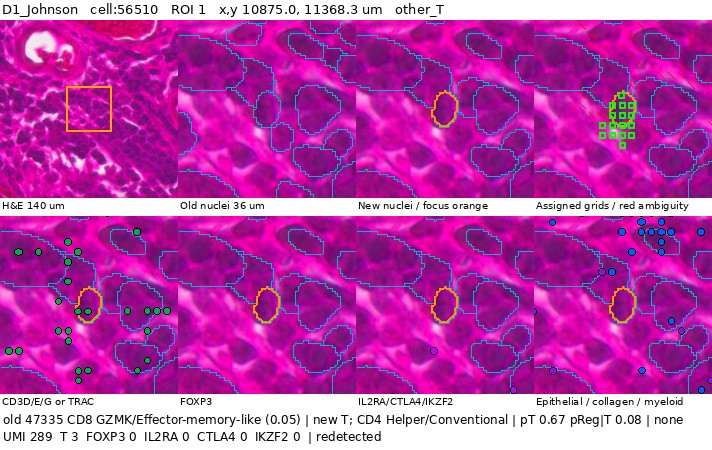 D1_Johnson   cell:56510   ROI 1   x,y 10875.0, 11368.3 um   other_T
H&E 140 um
Old nuclei 36 um
New nuclei / focus orange
Assigned grids / red ambiguity
CD3D/E/G or TRAC
FOXP3
IL2RA/CTLA4/IKZF2
Epithelial / collagen / myeloid
old 47335 CD8 GZMK/Effector-memory-like (0.05) | new T; CD4 Helper/Conventional | pT 0.67 pReg|T 0.08 | none
UMI 289  T 3  FOXP3 0  IL2RA 0  CTLA4 0  IKZF2 0  | redetected